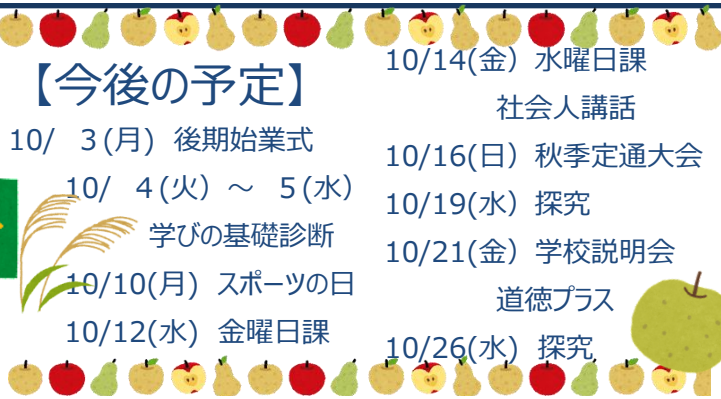 【今後の予定】
10/ 3(月) 後期始業式
10/ 4(火)～ 5(水)
学びの基礎診断
10/10(月) スポーツの日
10/12(水) 金曜日課
10/14(金) 水曜日課
社会人講話
10/16(日) 秋季定通大会
10/19(水) 探究
10/21(金) 学校説明会
道徳プラス
10/26(水) 探究